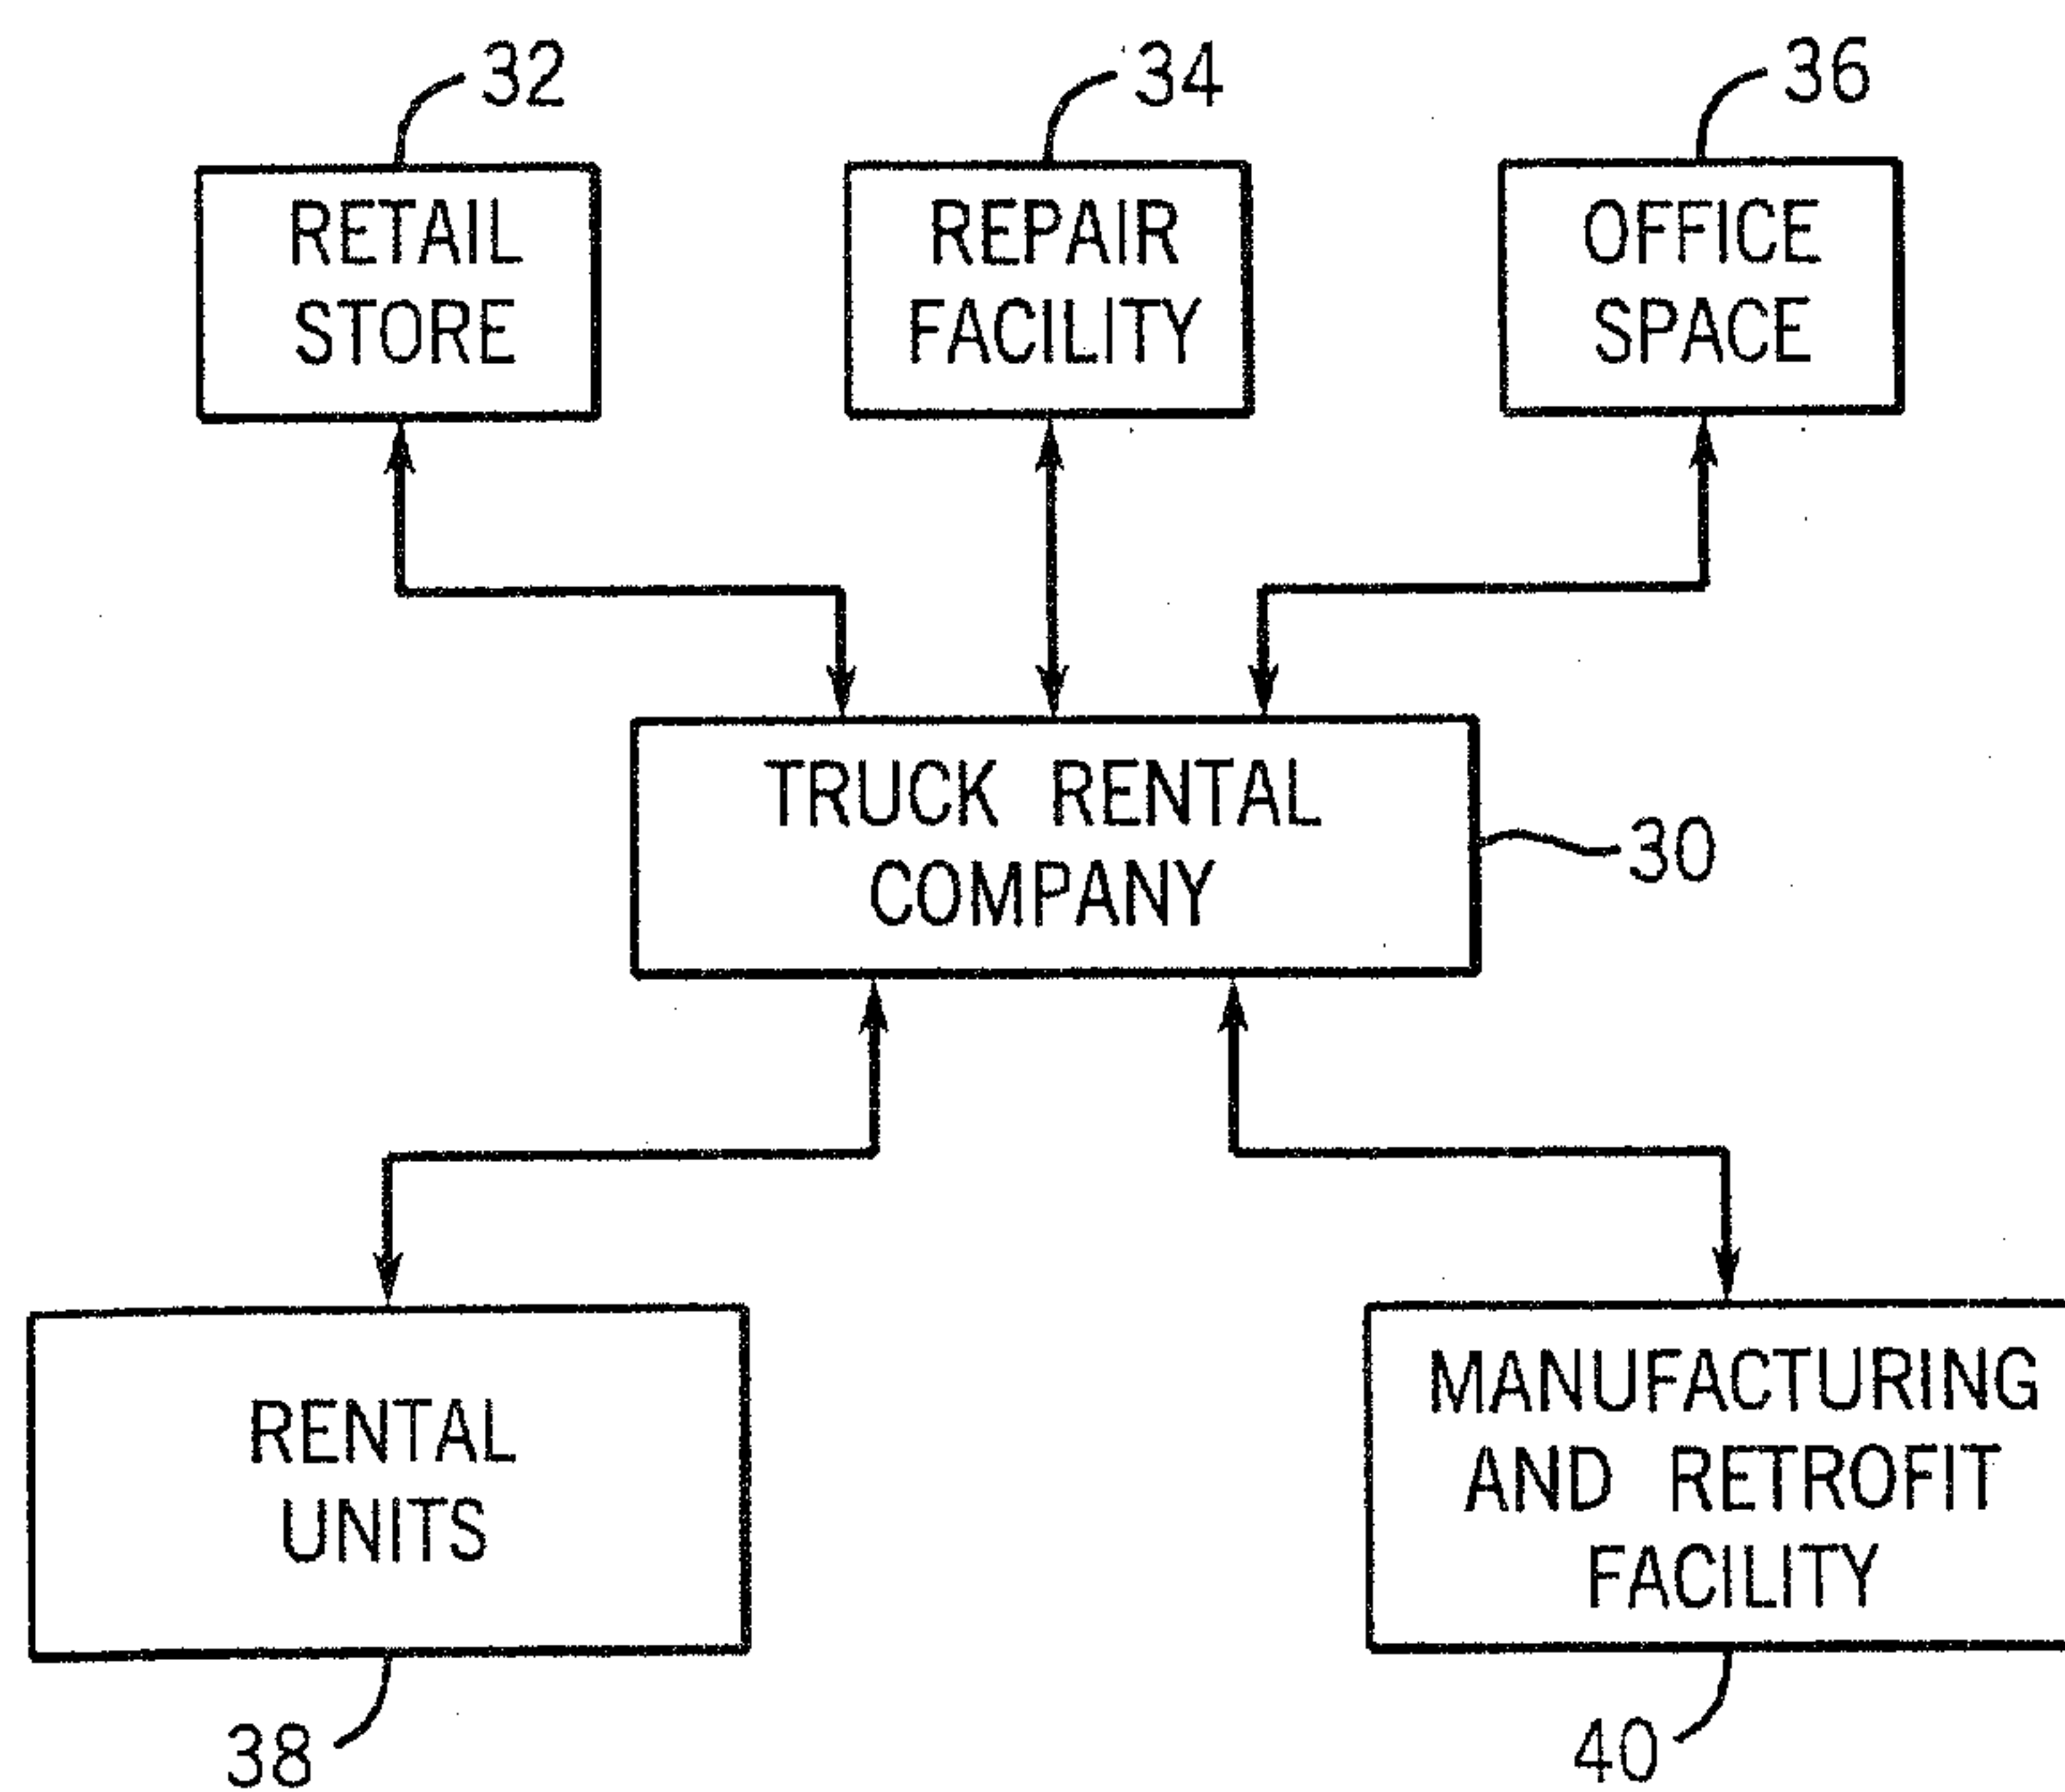 32
34
36
RETAIL
STORE
REPAIR
FACILITY
OFFICE
SPACE
TRUCK RENTAL
COMPANY
30
RENTAL
UNITS
MANUFACTURING
AND RETROFIT
FACILITY
38
40